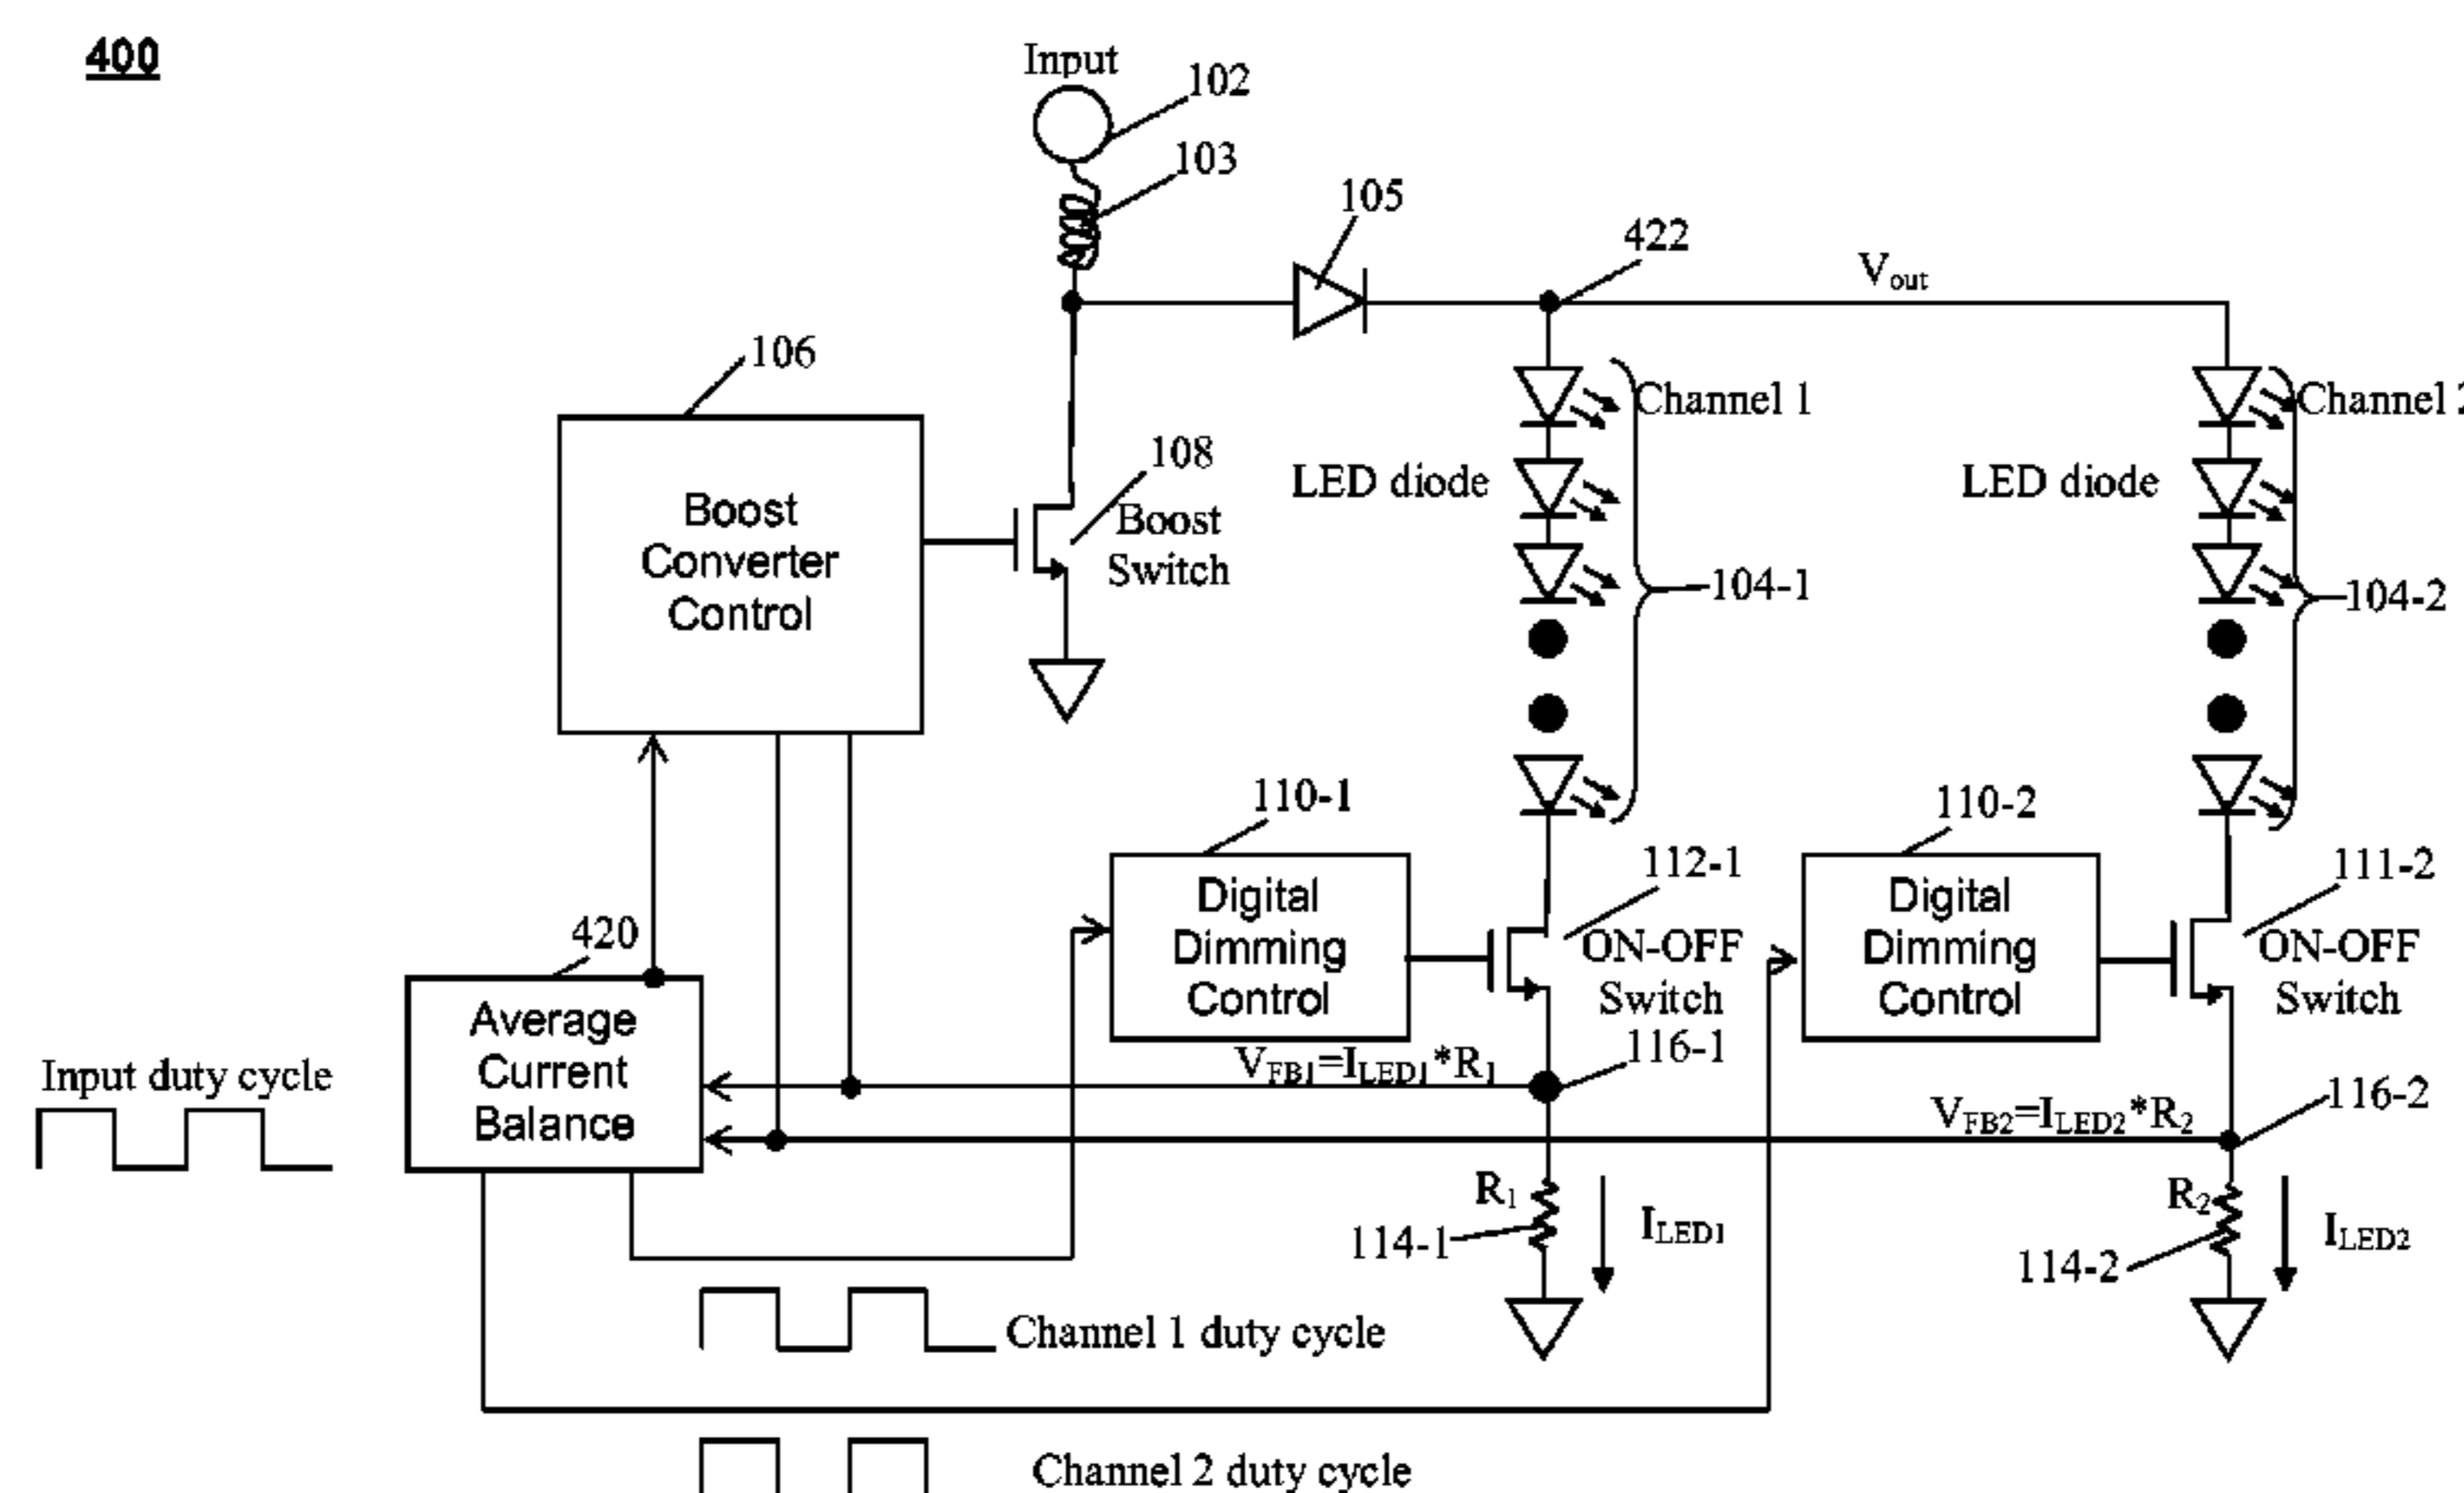 400
Input
102
103
105
422
Vout
106
Channel 1
Channel 2
108
LED diode
LED diode
Boost
Converter
Control
Boost
Switch
104-1
104-2
110-1
110-2
112-1
111-2
Digital
Dimming
Control
ON-OFF
Switch
Digital
Dimming
Control
ON-OFF
Switch
420
Average
Current
Balance
116-1
Input duty cycle
VFB1=ILED1*R1
116-2
VFB2=ILED2*R2
R1
ILED1
114-1
R2
ILED2
114-2
Channel 1 duty cycle
Channel 2 duty cycle